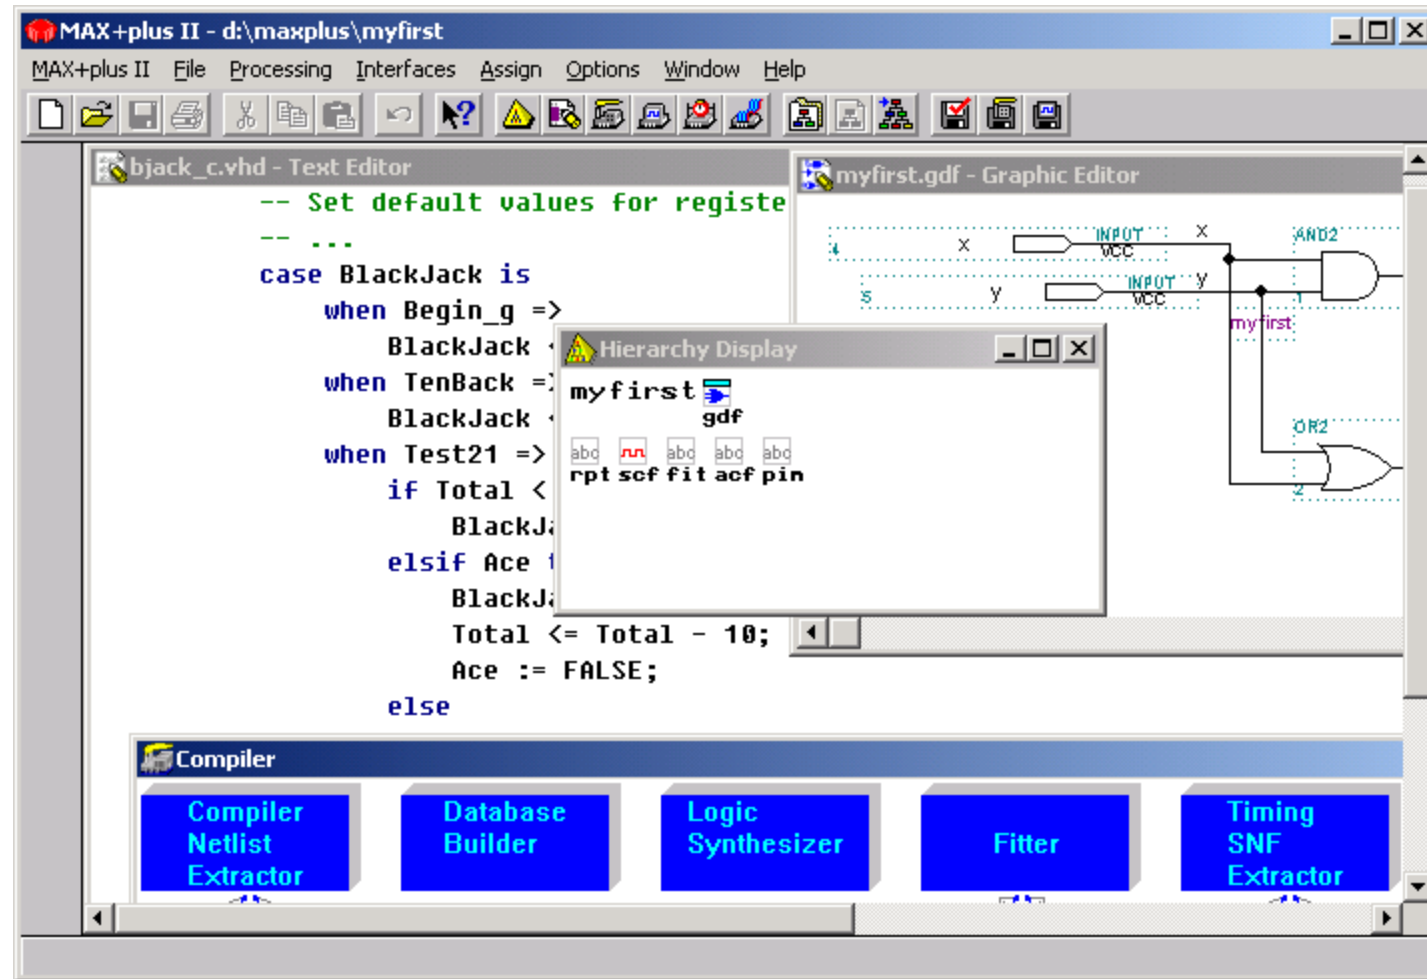 MAX+plus II - d:\maxplus\myfirst
MAX+plus II File Processing Interfaces Assign Options Window Help
bjack_c.vhd - Text Editor
-- Set default values for registe
-- ...
case BlackJack is
when Begin_g =>
BlackJack
when TenBack =
BlackJack
when Test21 =>
if Total <
BlackJa
elsif Ace
BlackJa
Total <= Total - 10;
Ace := FALSE;
else
myfirst.gdf - Graphic Editor
4 x INPUT VCC x
5 y INPUT VCC y
AND2
1
myfirst
OR2
2
Hierarchy Display
myfirst
gdf
abc abc abc abc
rpt scf fit acf pin
Compiler
Compiler
Netlist
Extractor
Database
Builder
Logic
Synthesizer
Fitter
Timing
SNF
Extractor